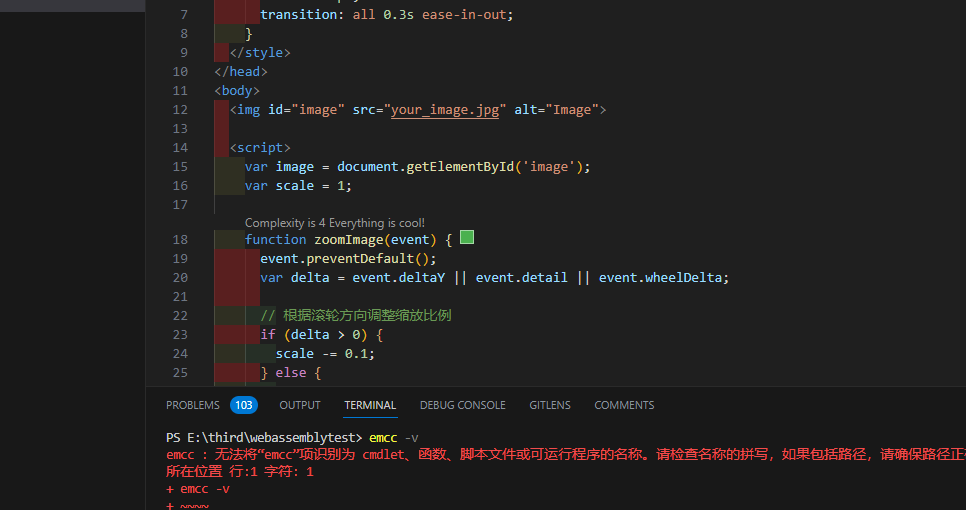 7 transition: all 0.3s ease-in-out;
8 }
9 </style>
10 </head>
11 <body>
12 <img id="image" src="your_image.jpg" alt="Image">
13
14 <script>
15 var image = document.getElementById('image');
16 var scale = 1;
17
Complexity is 4 Everything is cool!
18 function zoomImage(event) {
19 event.preventDefault();
20 var delta = event.deltaY || event.detail || event.wheelDelta;
21
22 // 根据滚轮方向调整缩放比例
23 if (delta > 0) {
24 scale -= 0.1;
25 } else {
PROBLEMS 103 OUTPUT TERMINAL DEBUG CONSOLE GITLENS COMMENTS
PS E:\third\webassemblytest> emcc -v
emcc : 无法将“emcc”项识别为 cmdlet、函数、脚本文件或可运行程序的名称。请检查名称的拼写，如果包括路径，请确保路径正
所在位置 行:1 字符: 1
+ emcc -v
+ ~~~~